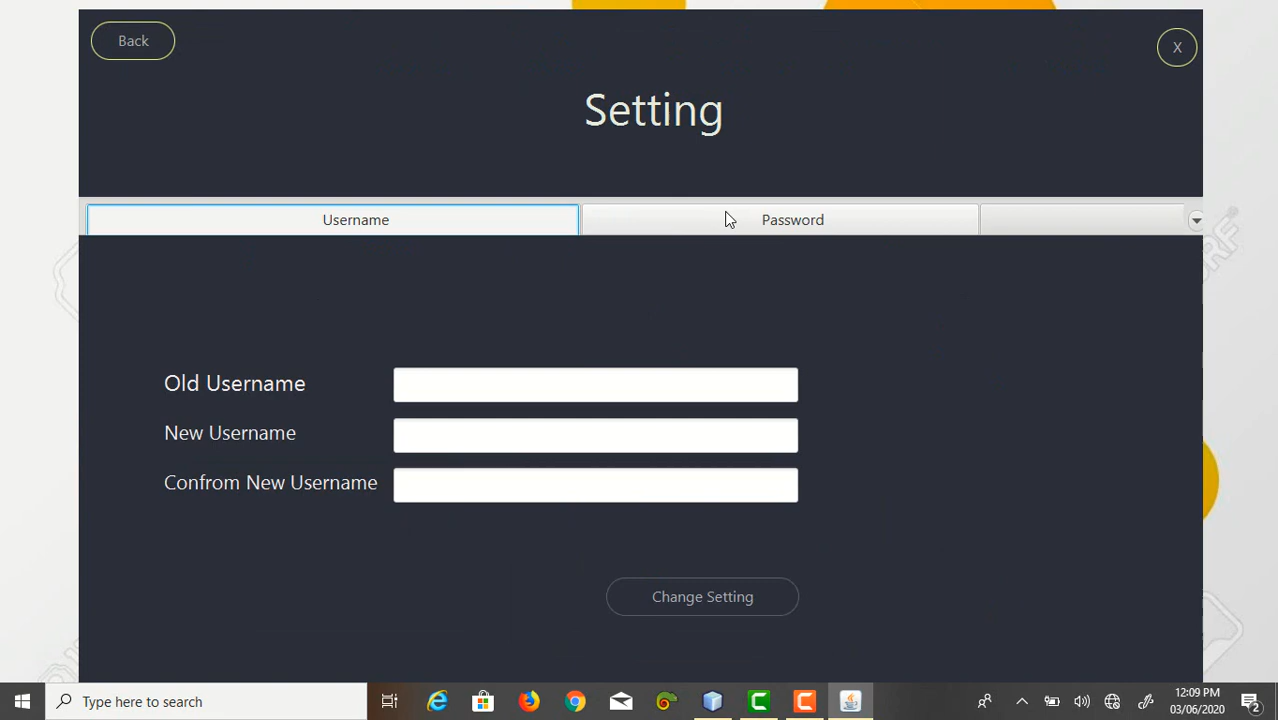 Back
X
Setting
Username
Password
Old Username
New Username
Confrom New Username
Change Setting
Type here to search
12:09 PM
03/06/2020
2